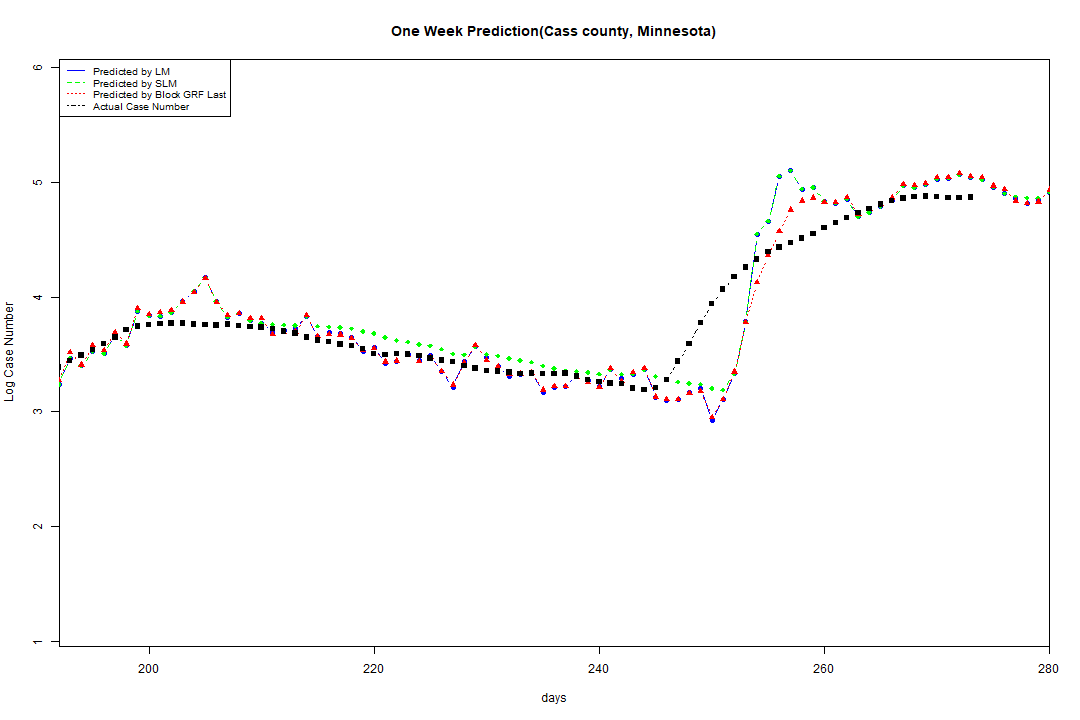 One Week Prediction(Cass county, Minnesota)
Predicted by LM
Predicted by SLM
Predicted by Block GRF Last
Actual Case Number
6
5
4
3
2
1
Log Case Number
200 220 240 260 280
days